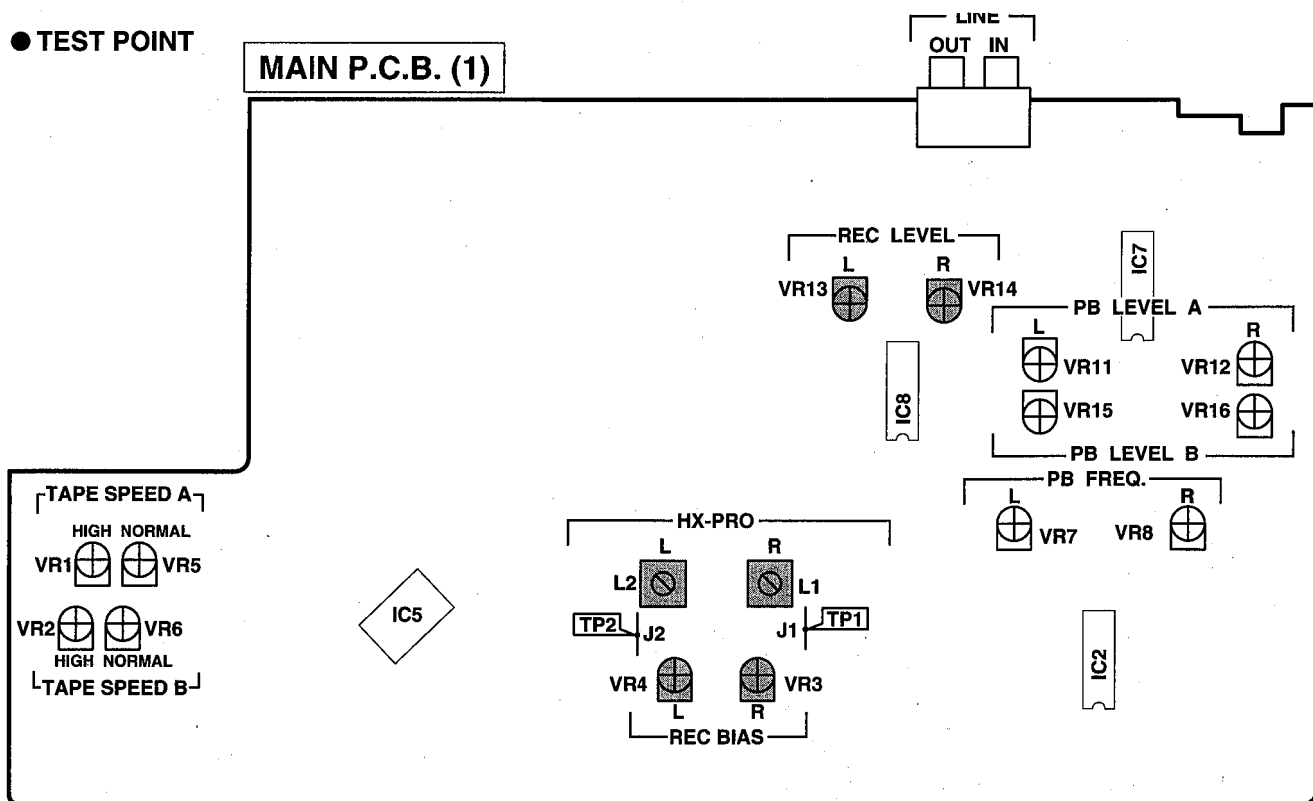 ● TEST POINT
MAIN P.C.B. (1)
LINE
OUT IN
REC LEVEL
L R
VR13 VR14
IC7
PB LEVEL A
L R
VR11 VR12
VR15 VR16
PB LEVEL B
IC8
PB FREQ.
L R
VR7 VR8
TAPE SPEED A
HIGH NORMAL
VR1 VR5
VR2 VR6
HIGH NORMAL
TAPE SPEED B
IC5
HX-PRO
L R
L2 L1
TP2 J2 J1 TP1
VR4 VR3
L R
REC BIAS
IC2